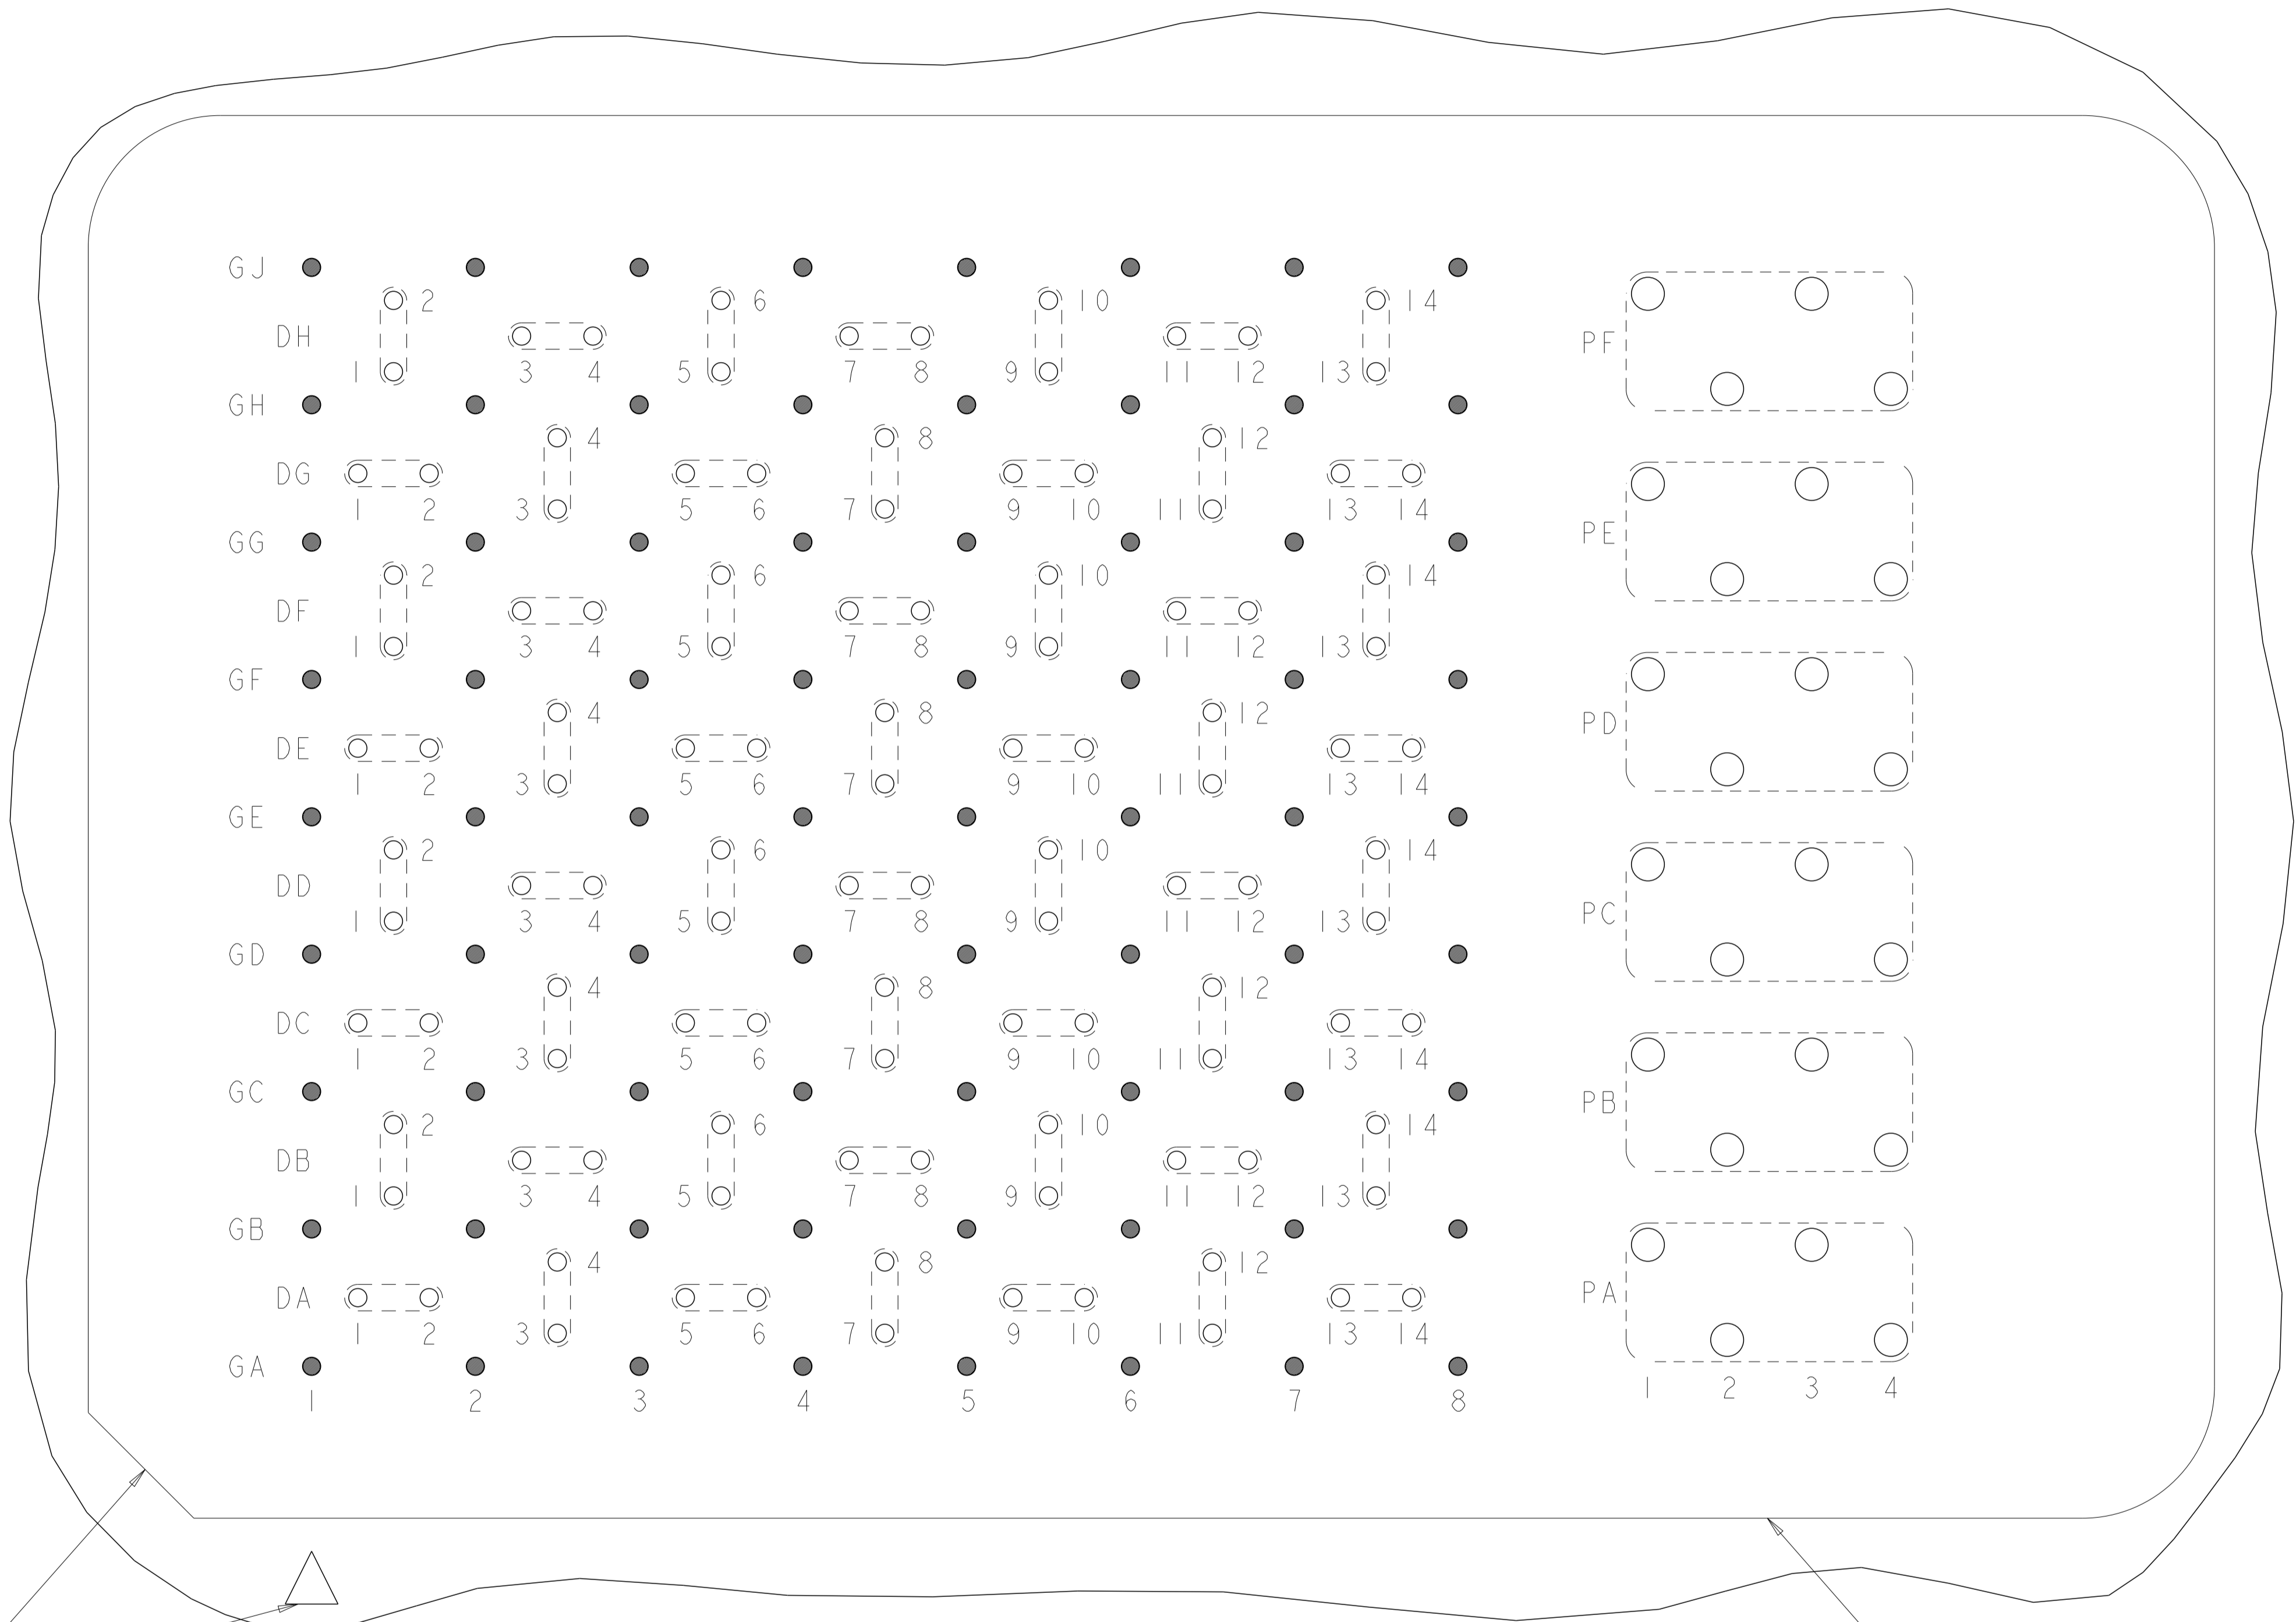 GJ
2 6 10 14
DH PF
1 3 4 5 7 8 9 11 12 13
GH
4 8 12
DG
1 2 3 5 6 7 9 10 11 13 14
PE
GG
2 6 10 14
DF
1 3 4 5 7 8 9 11 12 13
GF
4 8 12
PD
DE
1 2 3 5 6 7 9 10 11 13 14
GE
2 6 10 14
DD
PC
1 3 4 5 7 8 9 11 12 13
GD
4 8 12
DC
1 2 3 5 6 7 9 10 11 13 14
GC
PB
2 6 10 14
DB
1 3 4 5 7 8 9 11 12 13
GB
4 8 12
DA PA
1 2 3 5 6 7 9 10 11 13 14
GA
1 2 3 4
1 2 3 4 5 6 7 8